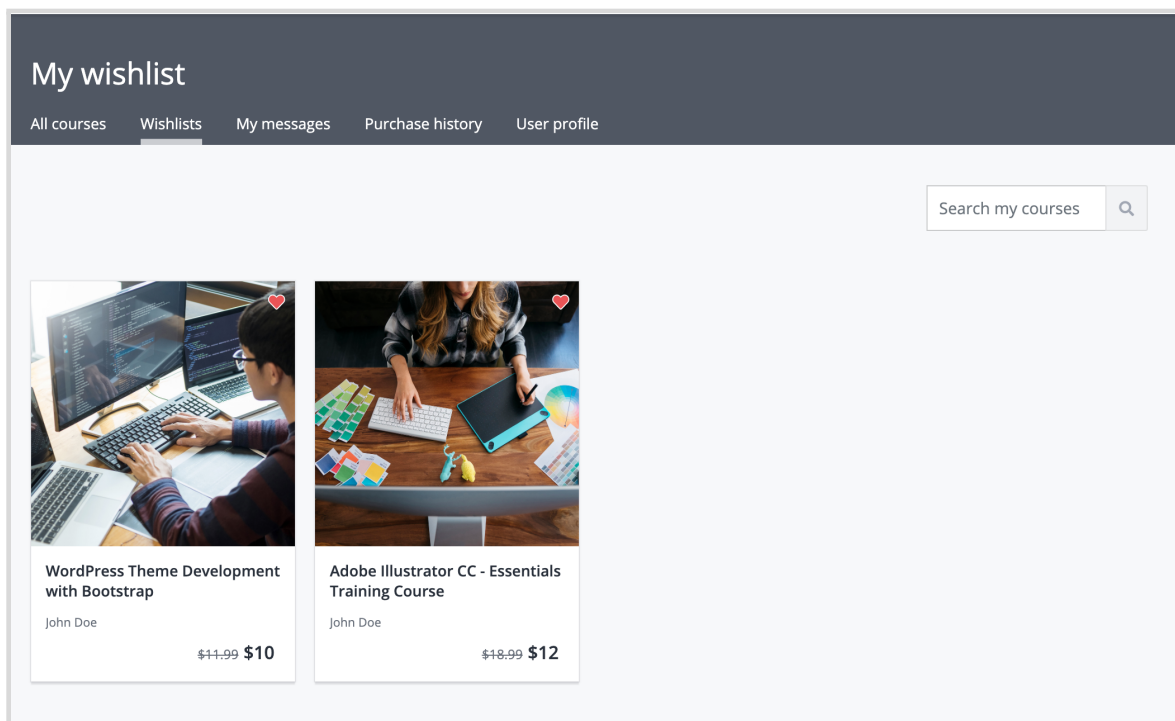 My wishlist
All courses Wishlists My messages Purchase history User profile
Search my courses
WordPress Theme Development
with Bootstrap
John Doe
$11.99 $10
Adobe Illustrator CC - Essentials
Training Course
John Doe
$18.99 $12